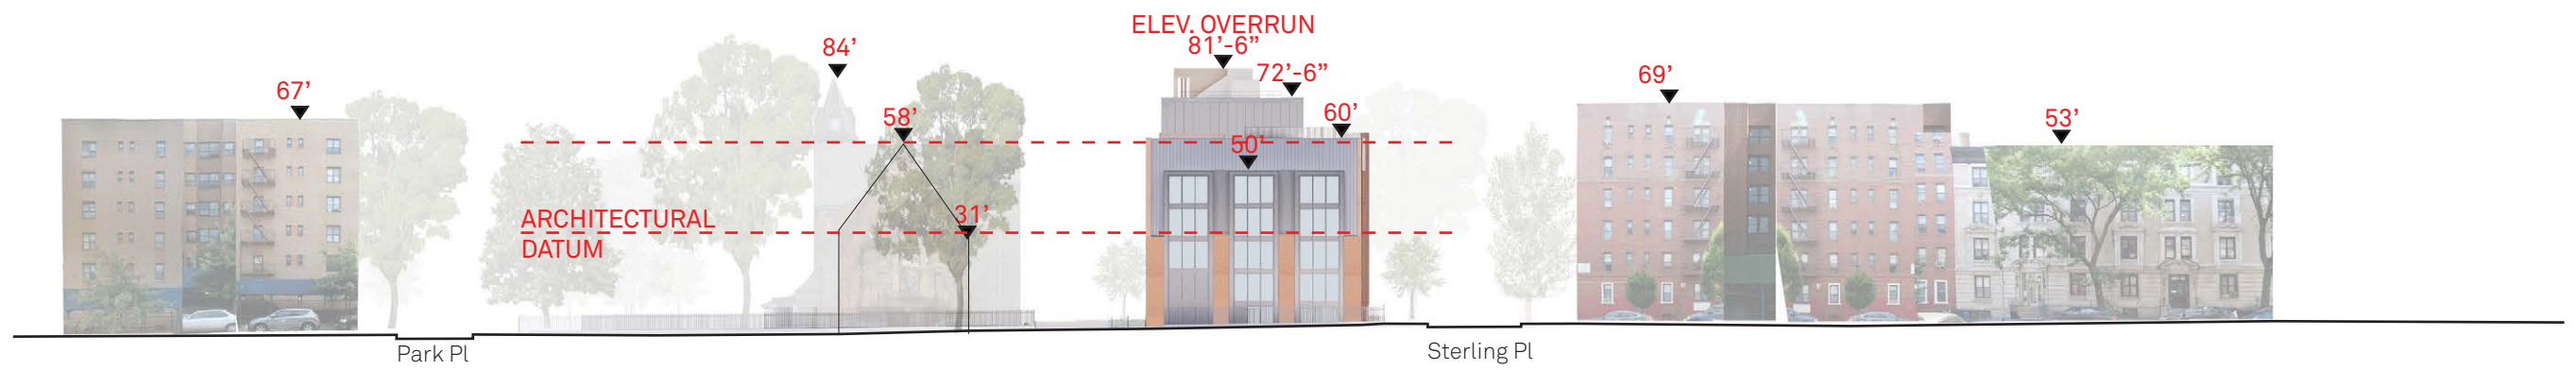 ELEV. OVERRUN
84’
81’-6”
72’-6”
67’
69’
58’
60’
53’
50’
ARCHITECTURAL
31’
DATUM
Park Pl
Sterling Pl